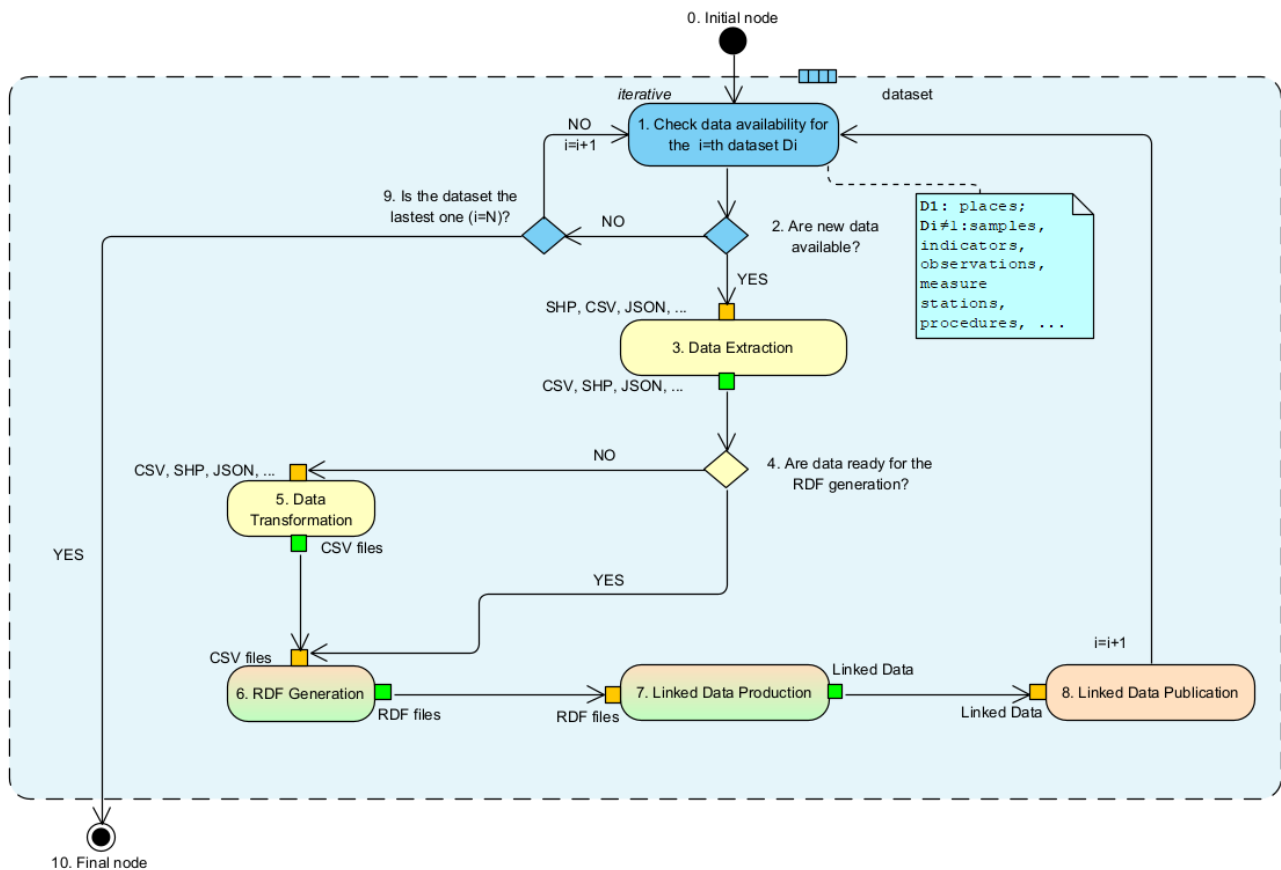 0. Initial node
iterative
dataset
1. Check data availability for
the i=th dataset Di
NO
i=i+1
9. Is the dataset the
lastest one (i=N)?
NO
2. Are new data
available?
D1: places;
Di≠1:samples,
indicators,
observations,
measure
stations,
procedures, ...
YES
SHP, CSV, JSON, ...
3. Data Extraction
CSV, SHP, JSON, ...
NO
4. Are data ready for the
RDF generation?
CSV, SHP, JSON, ...
5. Data
Transformation
CSV files
YES
YES
CSV files
6. RDF Generation
RDF files
RDF files
7. Linked Data Production
Linked Data
Linked Data
8. Linked Data Publication
i=i+1
10. Final node